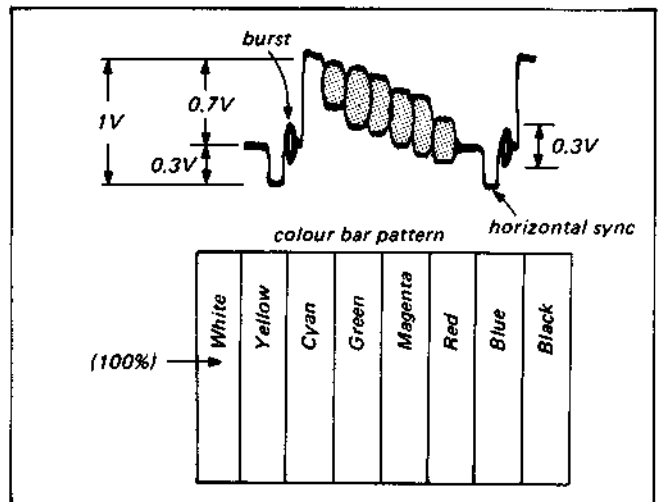 burst
0.7V
1V
0.3V
0.3V
horizontal sync
colour bar pattern
White
Yellow
Cyan
Green
Magenta
Red
Blue
Black
(100%)